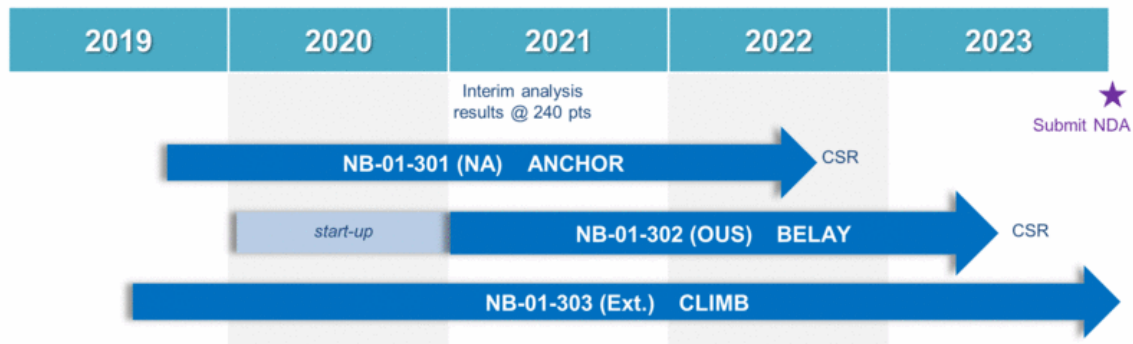 2019 2020 2021 2022 2023
Interim analysis
results @ 240 pts
Submit NDA
NB-01-301 (NA) ANCHOR CSR
start-up NB-01-302 (OUS) BELAY CSR
NB-01-303 (Ext.) CLIMB